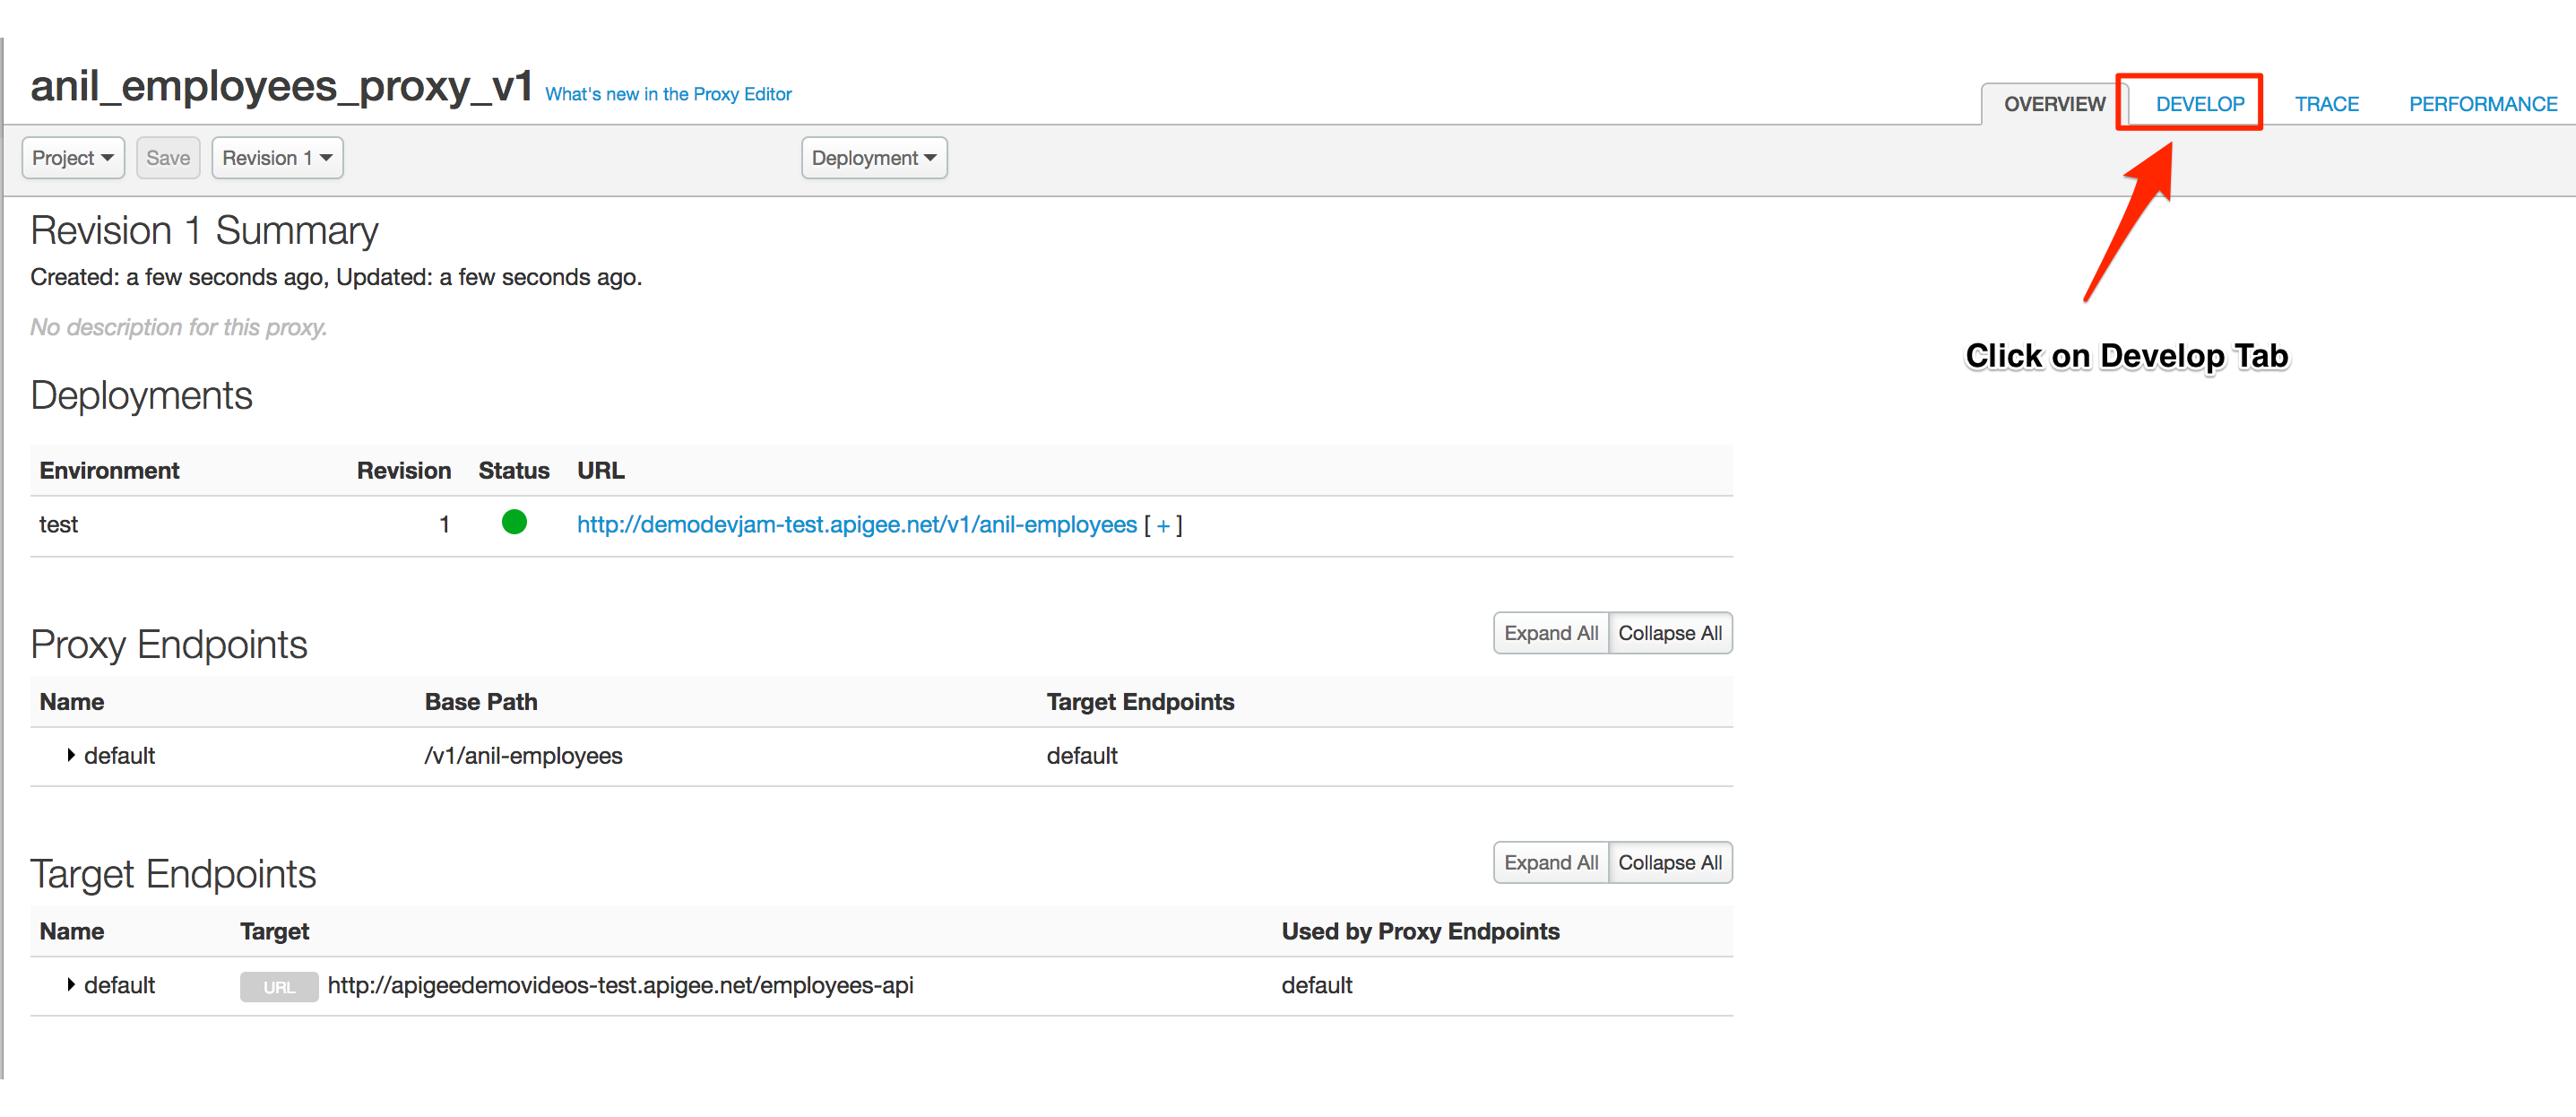 anil_employees_proxy_v1 What's new in the Proxy Editor
OVERVIEW DEVELOP TRACE PERFORMANCE
Project Save Revision 1 Deployment
Revision 1 Summary
Created: a few seconds ago, Updated: a few seconds ago.
No description for this proxy.
Click on Develop Tab
Deployments
Environment Revision Status URL
test 1 http://demodevjam-test.apigee.net/v1/anil-employees [ + ]
Proxy Endpoints Expand All Collapse All
Name Base Path Target Endpoints
default /v1/anil-employees default
Target Endpoints Expand All Collapse All
Name Target Used by Proxy Endpoints
default URL http://apigeedemovideos-test.apigee.net/employees-api default